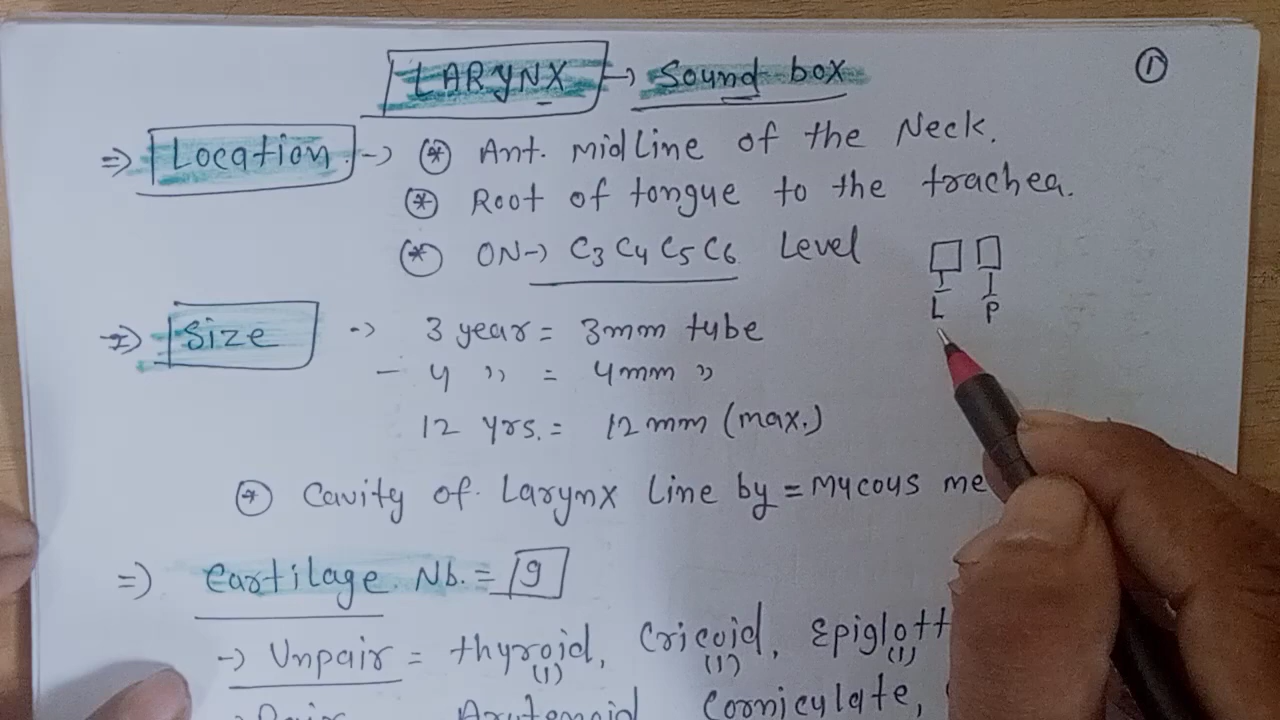 LARYNX -> Sound box
①
=> Location -> * Ant. midline of the Neck.
* Root of tongue to the trachea.
* ON -> C3 C4 C5 C6 Level
L P
=> Size -> 3 year = 3mm tube
- 4 " = 4mm "
12 yrs. = 12mm (max.)
* Cavity of Larynx Line by = Mucous me
=> Cartilage Nb. = 9
-> Unpair = thyroid, Cricoid, Epiglott
(1) (1) (1)
Arytenoid Corniculate,